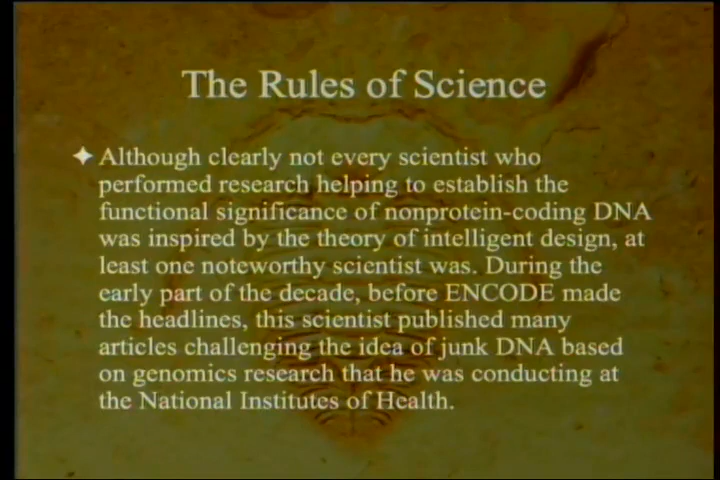 The Rules of Science
Although clearly not every scientist who
performed research helping to establish the
functional significance of nonprotein-coding DNA
was inspired by the theory of intelligent design, at
least one noteworthy scientist was. During the
early part of the decade, before ENCODE made
the headlines, this scientist published many
articles challenging the idea of junk DNA based
on genomics research that he was conducting at
the National Institutes of Health.